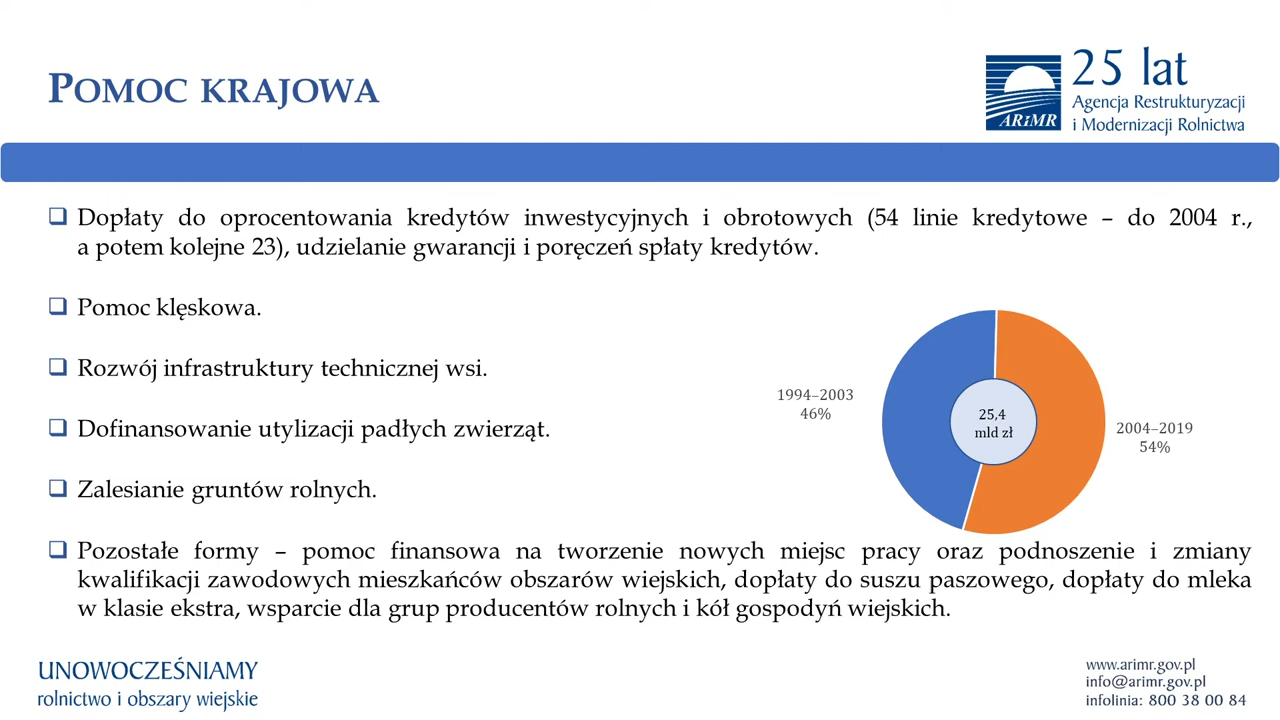 POMOC KRAJOWA
25 lat
Agencja Restrukturyzacji
i Modernizacji Rolnictwa
ARiMR
Dopłaty do oprocentowania kredytów inwestycyjnych i obrotowych (54 linie kredytowe – do 2004 r.,
a potem kolejne 23), udzielanie gwarancji i poręczeń spłaty kredytów.
Pomoc klęskowa.
Rozwój infrastruktury technicznej wsi.
Dofinansowanie utylizacji padłych zwierząt.
Zalesianie gruntów rolnych.
1994–2003
46%
25,4
mld zł
2004–2019
54%
Pozostałe formy – pomoc finansowa na tworzenie nowych miejsc pracy oraz podnoszenie i zmiany
kwalifikacji zawodowych mieszkańców obszarów wiejskich, dopłaty do suszu paszowego, dopłaty do mleka
w klasie ekstra, wsparcie dla grup producentów rolnych i kół gospodyń wiejskich.
UNOWOCZEŚNIAMY
rolnictwo i obszary wiejskie
www.arimr.gov.pl
info@arimr.gov.pl
infolinia: 800 38 00 84